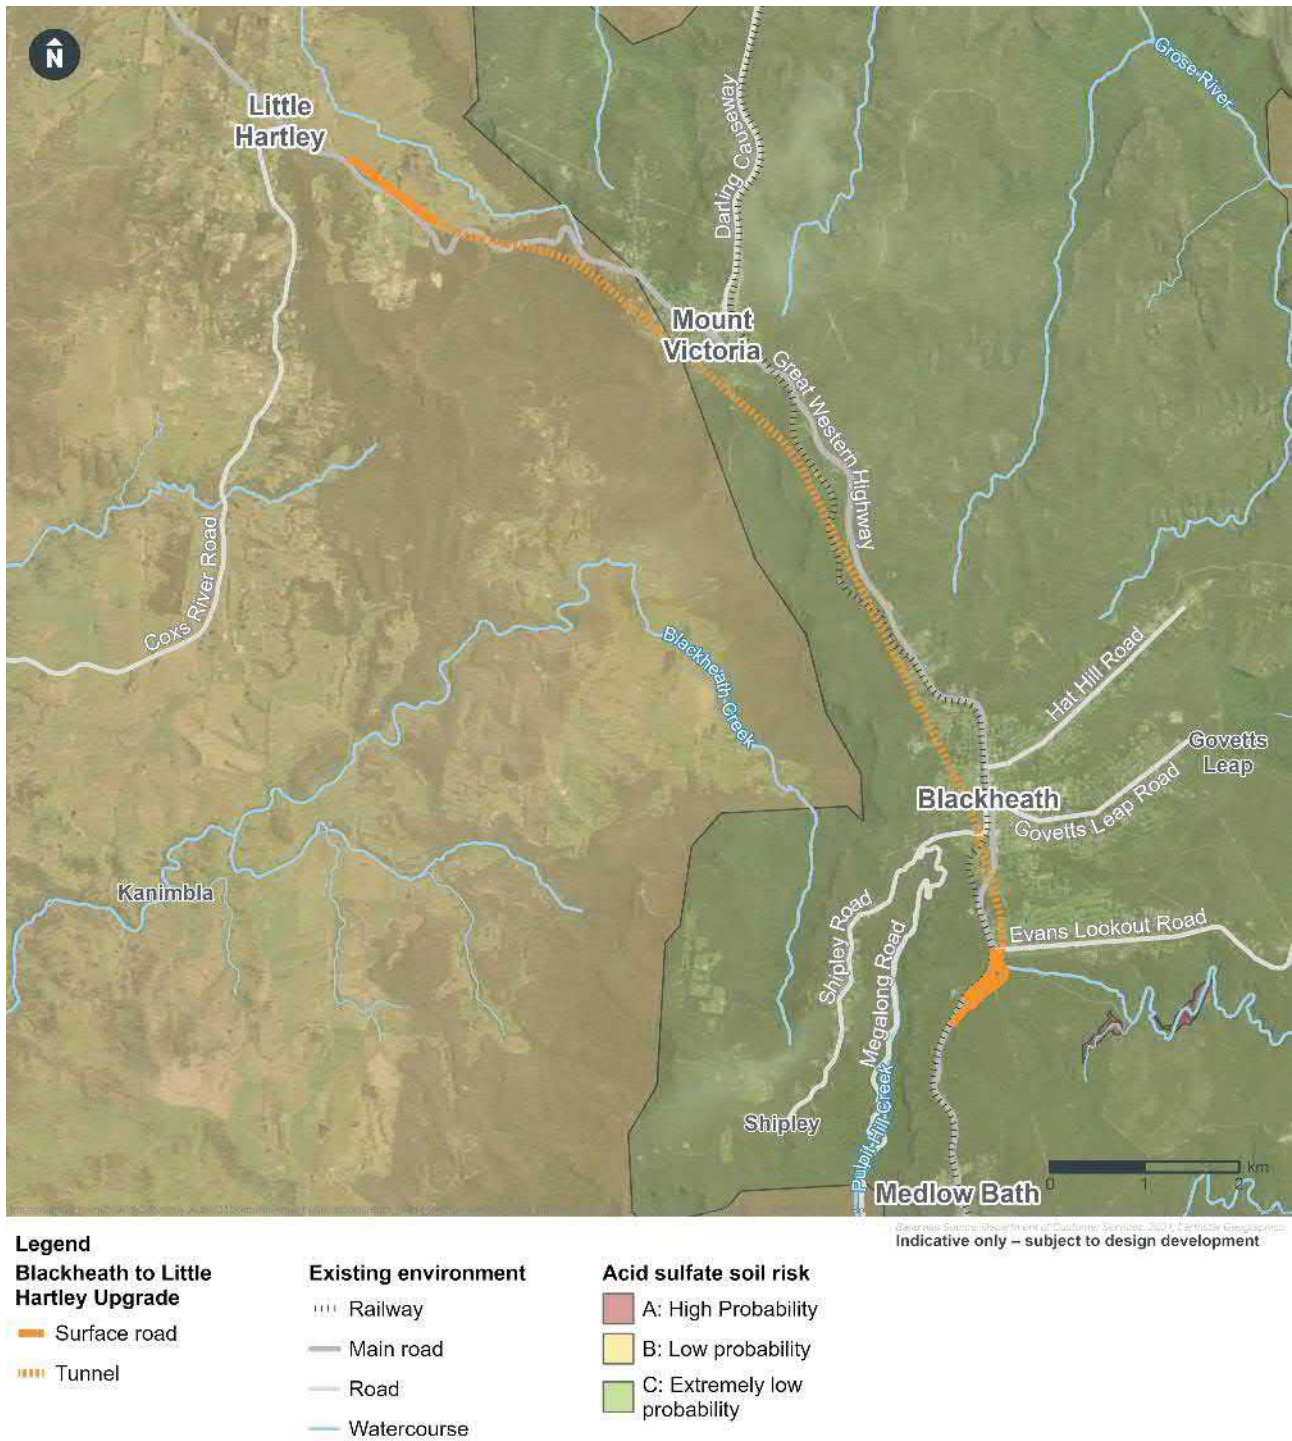 N
Little
Hartley
Grose River
Darling Causeway
Mount
Victoria
Great Western Highway
Coxs River Road
Blackheath Creek
Hat Hill Road
Govetts
Leap
Blackheath
Govetts Leap Road
Kanimbla
Shipley Road
Evans Lookout Road
Megalong Road
Shipley
Pulpit Hill Creek
Medlow Bath
km
0 1 2
Indicative only – subject to design development
Legend
Blackheath to Little
Hartley Upgrade
Surface road
Tunnel
Existing environment
Railway
Main road
Road
Watercourse
Acid sulfate soil risk
A: High Probability
B: Low probability
C: Extremely low
probability